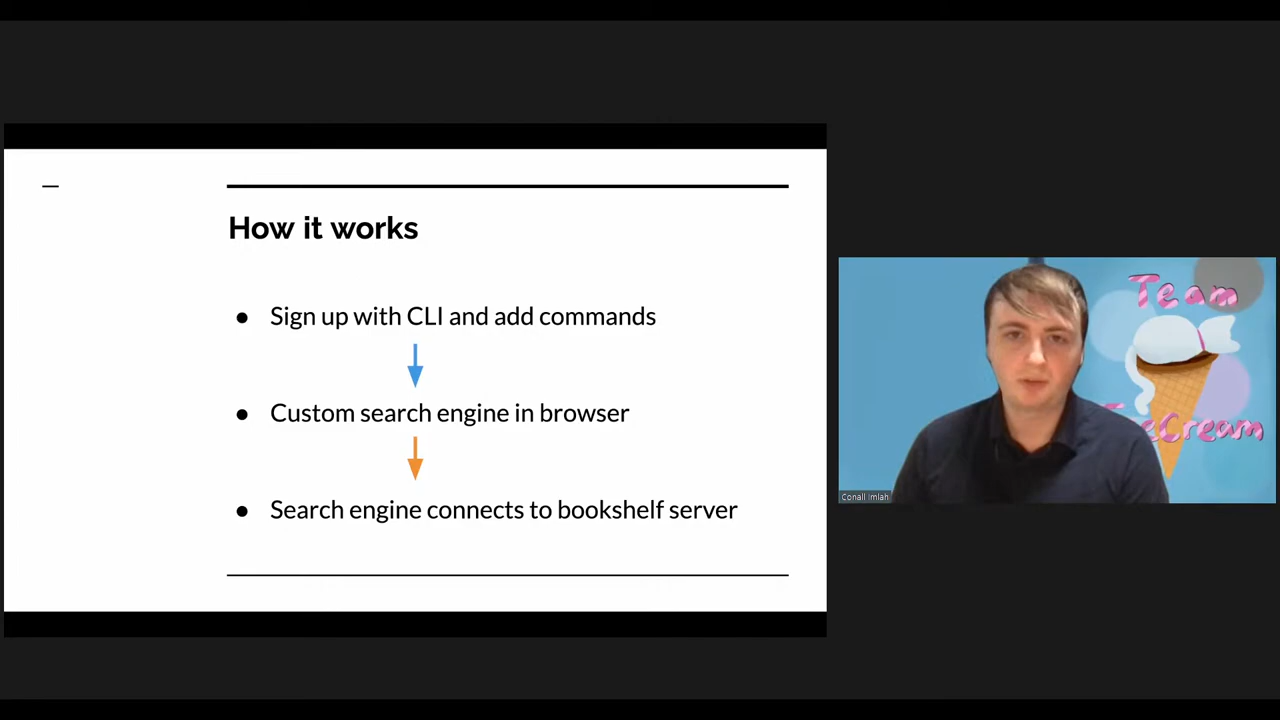 How it works
● Sign up with CLI and add commands
● Custom search engine in browser
● Search engine connects to bookshelf server
Team
IceCream
Conall Imlah